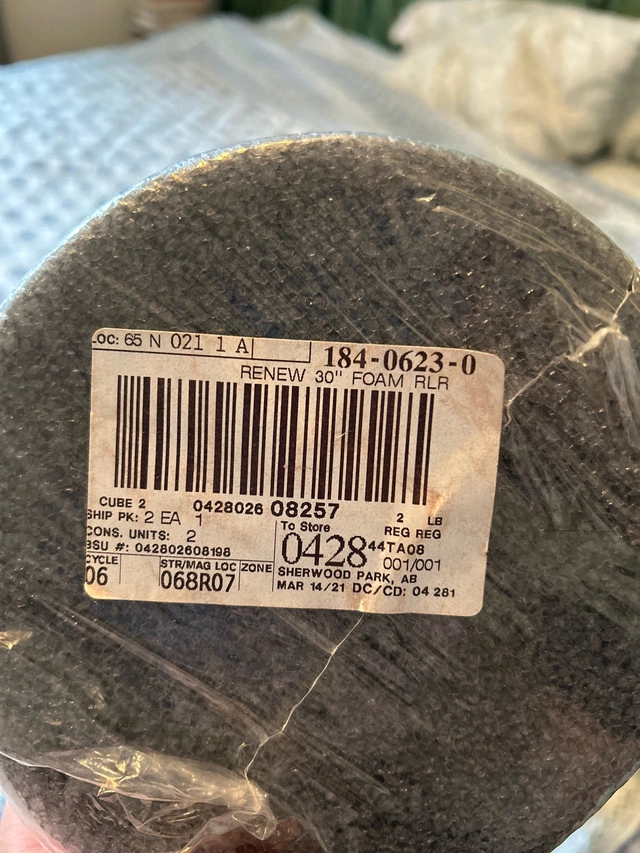 LOC: 65 N 021 1 A
184-0623-0
RENEW 30" FOAM RLR
CUBE 2
0428026 08257
2 LB
SHIP PK: 2 EA 1
REG REG
CONS. UNITS: 2
To Store
0428
44TA08
BSU #: 042802608198
001/001
CYCLE
06
STR/MAG LOC
068R07
ZONE
SHERWOOD PARK, AB
MAR 14/21 DC/CD: 04 281